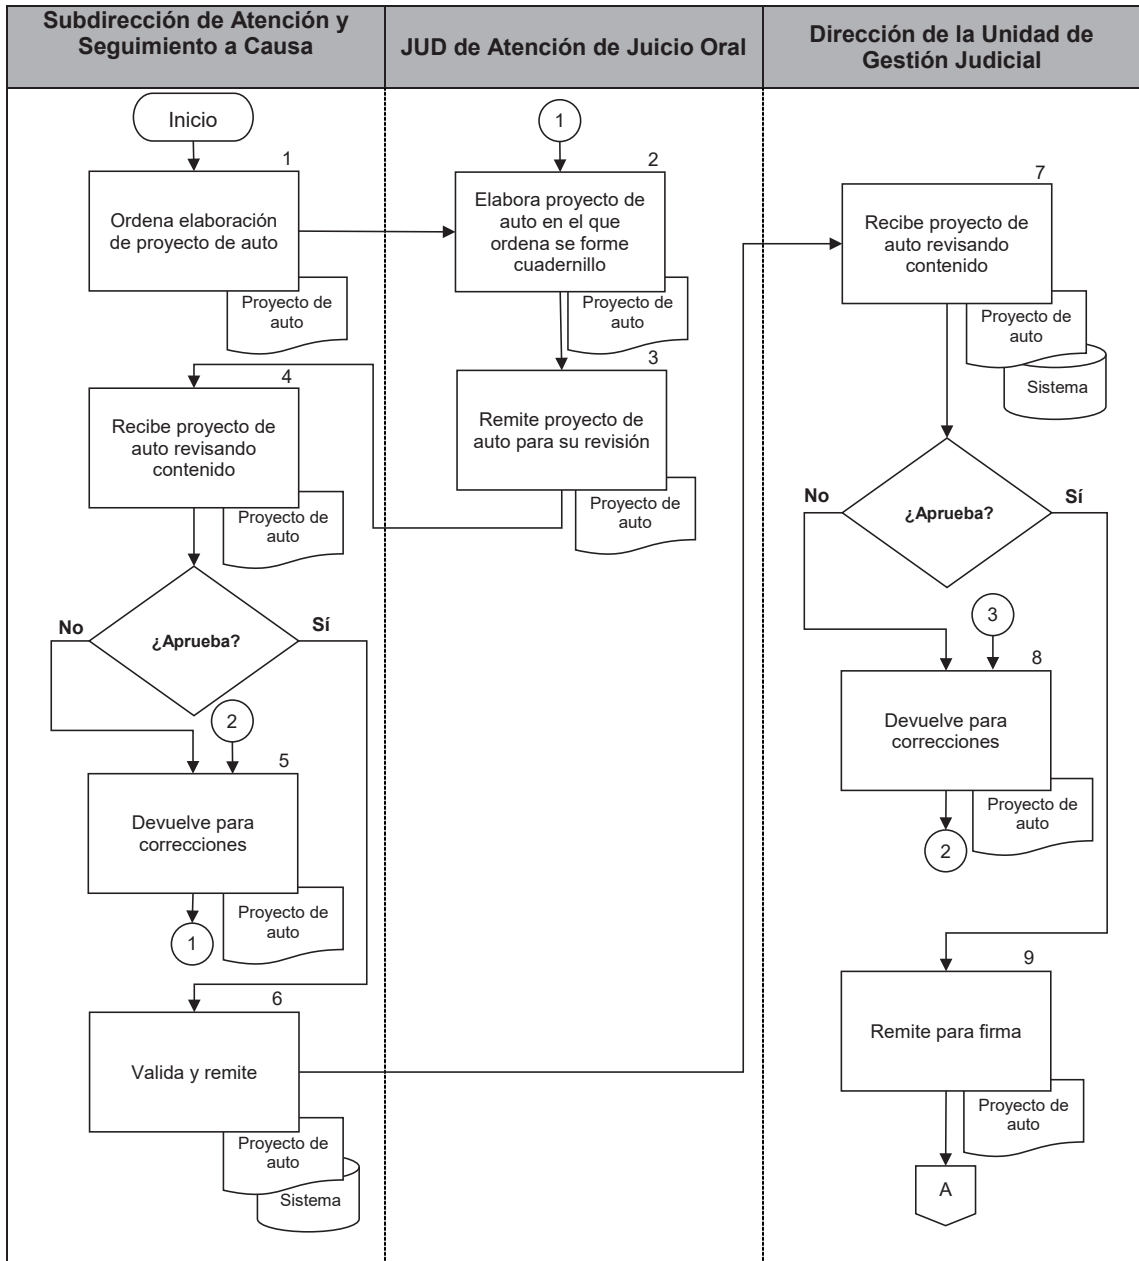 Subdirección de Atención y
Seguimiento a Causa
JUD de Atención de Juicio Oral
Dirección de la Unidad de
Gestión Judicial
Inicio
1
Ordena elaboración
de proyecto de auto
Proyecto de
auto
4
Recibe proyecto de
auto revisando
contenido
Proyecto de
auto
¿Aprueba?
No
Sí
2
5
Devuelve para
correcciones
Proyecto de
auto
1
6
Valida y remite
Proyecto de
auto
Sistema
1
2
Elabora proyecto de
auto en el que
ordena se forme
cuadernillo
Proyecto de
auto
3
Remite proyecto de
auto para su revisión
Proyecto de
auto
7
Recibe proyecto de
auto revisando
contenido
Proyecto de
auto
Sistema
No
Sí
¿Aprueba?
3
8
Devuelve para
correcciones
Proyecto de
auto
2
9
Remite para firma
Proyecto de
auto
A